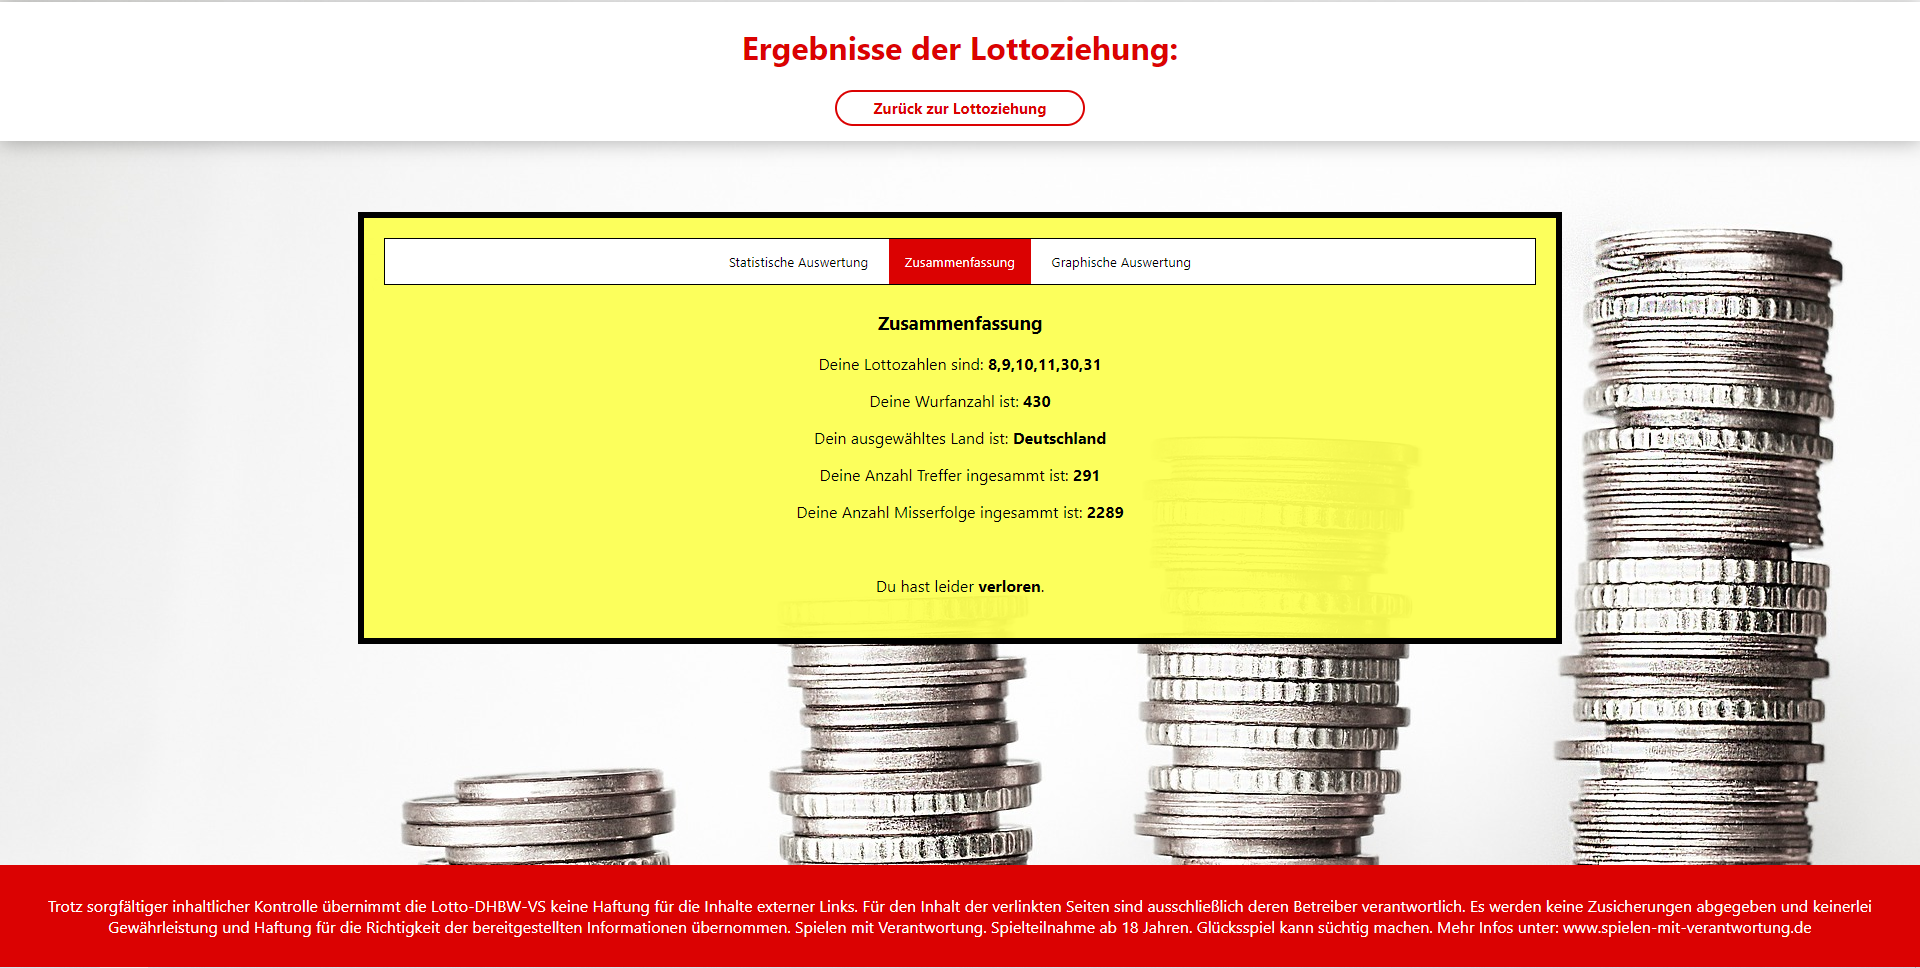 Ergebnisse der Lottoziehung:
Zurück zur Lottoziehung
Statistische Auswertung
Zusammenfassung
Graphische Auswertung
Zusammenfassung
Deine Lottozahlen sind: 8,9,10,11,30,31
Deine Wurfanzahl ist: 430
Dein ausgewähltes Land ist: Deutschland
Deine Anzahl Treffer ingesammt ist: 291
Deine Anzahl Misserfolge ingesammt ist: 2289
Du hast leider verloren.
Trotz sorgfältiger inhaltlicher Kontrolle übernimmt die Lotto-DHBW-VS keine Haftung für die Inhalte externer Links. Für den Inhalt der verlinkten Seiten sind ausschließlich deren Betreiber verantwortlich. Es werden keine Zusicherungen abgegeben und keinerlei
Gewährleistung und Haftung für die Richtigkeit der bereitgestellten Informationen übernommen. Spielen mit Verantwortung. Spielteilnahme ab 18 Jahren. Glücksspiel kann süchtig machen. Mehr Infos unter: www.spielen-mit-verantwortung.de